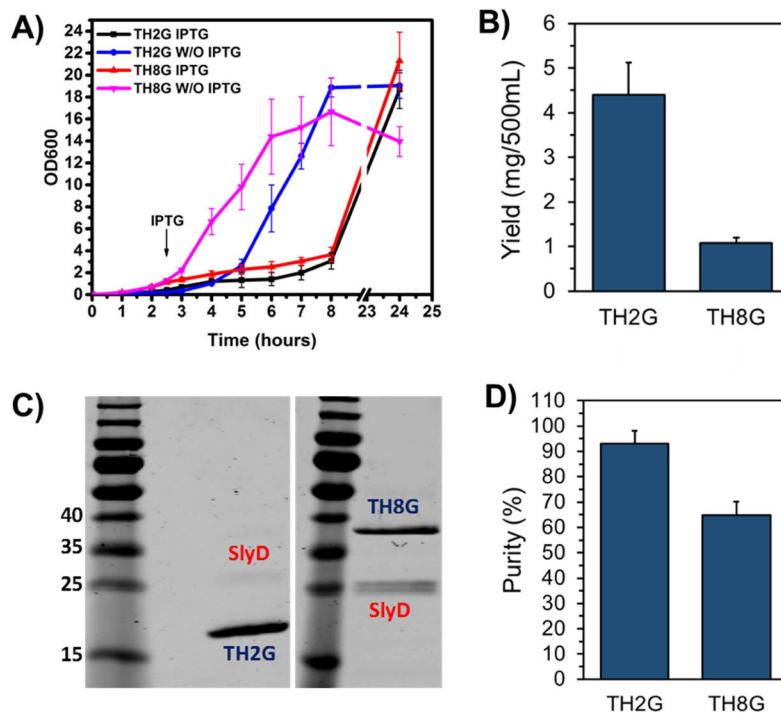 A)
TH2G IPTG
TH2G W/O IPTG
TH8G IPTG
TH8G W/O IPTG
24
22
20
18
16
14
12
10
8
6
4
2
0
OD600
IPTG
0 1 2 3 4 5 6 7 8 23 24 25
Time (hours)
B)
6
5
4
3
2
1
0
Yield (mg/500mL)
TH2G TH8G
C)
40
35
25
15
SlyD
TH2G
TH8G
SlyD
D)
110
100
90
80
70
60
50
40
30
20
10
0
Purity (%)
TH2G TH8G